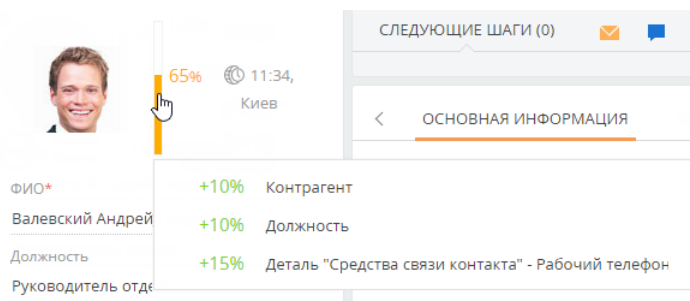 СЛЕДУЮЩИЕ ШАГИ (0)
65% 11:34,
Киев
ОСНОВНАЯ ИНФОРМАЦИЯ
ФИО*
Валевский Андрей
Должность
Руководитель отде
+10% Контрагент
+10% Должность
+15% Деталь "Средства связи контакта" - Рабочий телефон